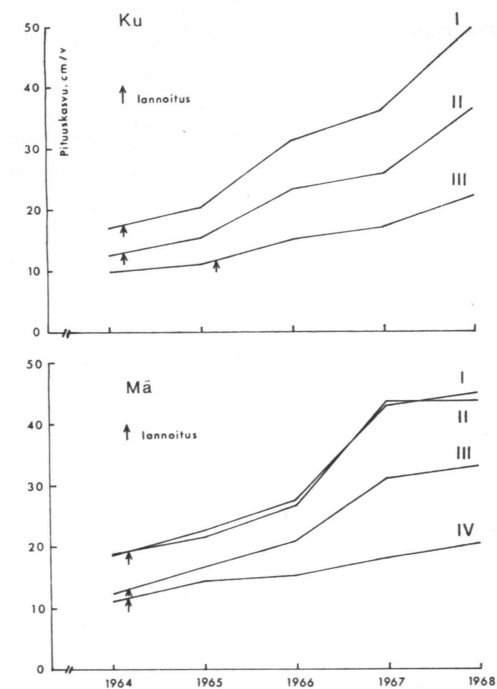 Ku
Pituuskasvu. cm/v
50
40
30
20
10
0
↑ lannoitus
I
II
III
Mä
50
40
30
20
10
0
↑ lannoitus
I
II
III
IV
1964 1965 1966 1967 1968